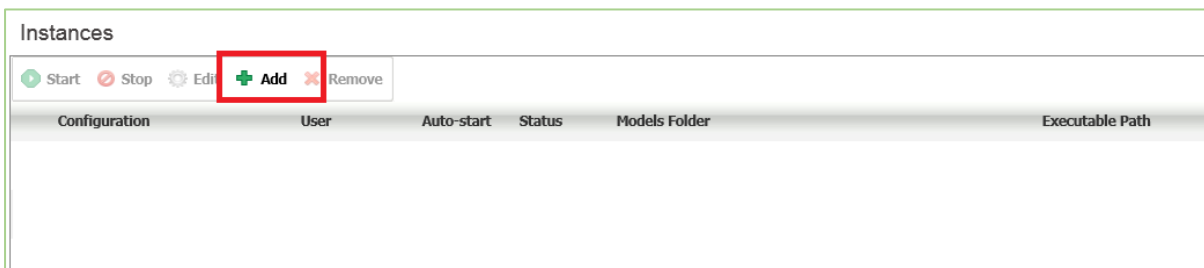 Instances
Start Stop Edit Add Remove
Configuration User Auto-start Status Models Folder Executable Path